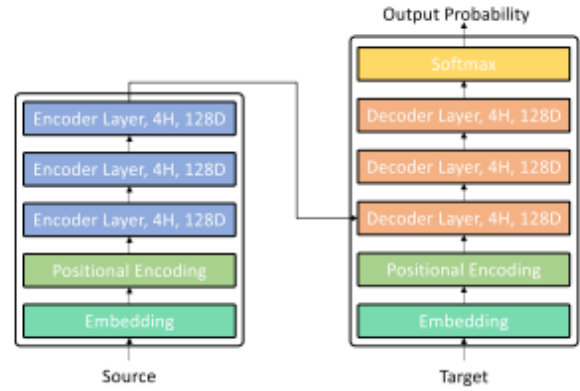 Encoder Layer, 4H, 128D
Encoder Layer, 4H, 128D
Encoder Layer, 4H, 128D
Positional Encoding
Embedding
Source
Output Probability
Softmax
Decoder Layer, 4H, 128D
Decoder Layer, 4H, 128D
Decoder Layer, 4H, 128D
Positional Encoding
Embedding
Target